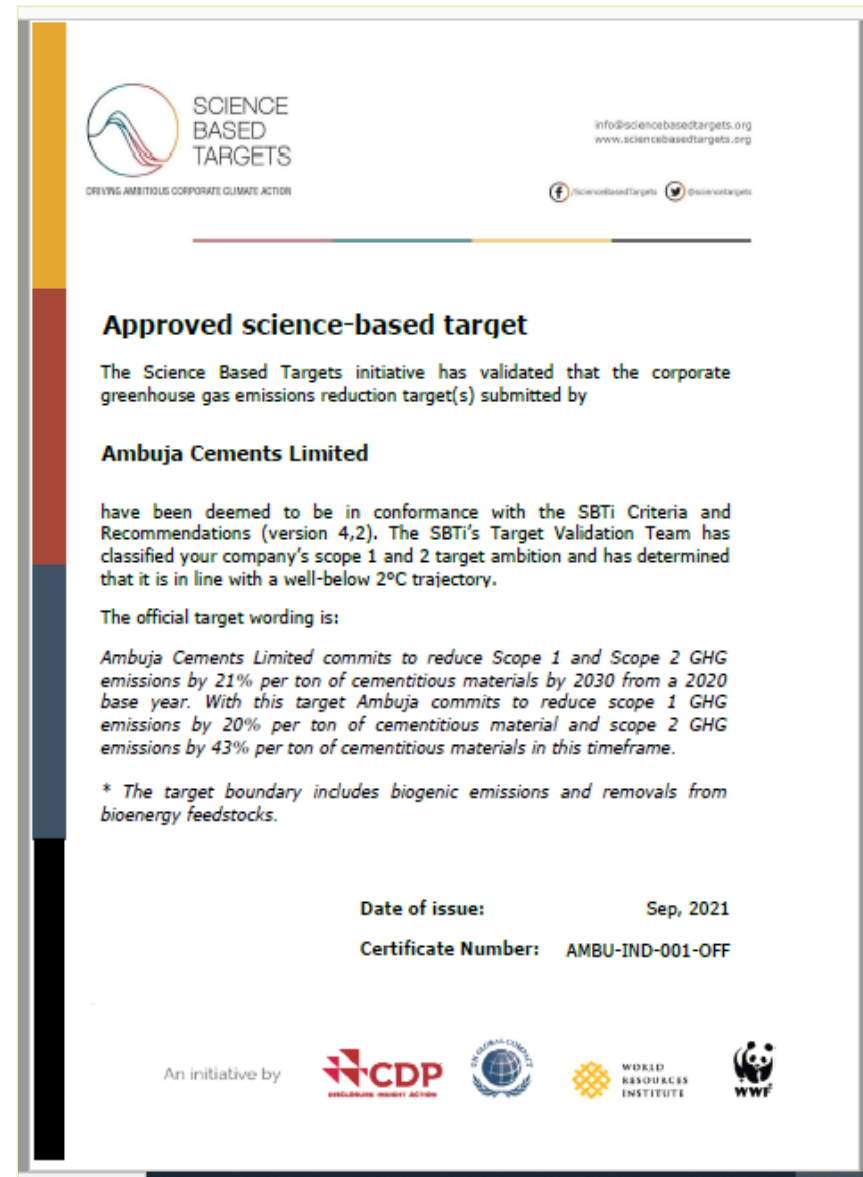 SCIENCE
BASED
TARGETS
DRIVING AMBITIOUS CORPORATE CLIMATE ACTION
info@sciencebasedtargets.org
www.sciencebasedtargets.org
/ScienceBasedTargets @sciencetargets
Approved science-based target
The Science Based Targets initiative has validated that the corporate
greenhouse gas emissions reduction target(s) submitted by
Ambuja Cements Limited
have been deemed to be in conformance with the SBTi Criteria and
Recommendations (version 4,2). The SBTi's Target Validation Team has
classified your company's scope 1 and 2 target ambition and has determined
that it is in line with a well-below 2°C trajectory.
The official target wording is:
Ambuja Cements Limited commits to reduce Scope 1 and Scope 2 GHG
emissions by 21% per ton of cementitious materials by 2030 from a 2020
base year. With this target Ambuja commits to reduce scope 1 GHG
emissions by 20% per ton of cementitious material and scope 2 GHG
emissions by 43% per ton of cementitious materials in this timeframe.
* The target boundary includes biogenic emissions and removals from
bioenergy feedstocks.
Date of issue: Sep, 2021
Certificate Number: AMBU-IND-001-OFF
An initiative by
CDP
DISCLOSURE INSIGHT ACTION
UN GLOBAL COMPACT
WORLD
RESOURCES
INSTITUTE
WWF